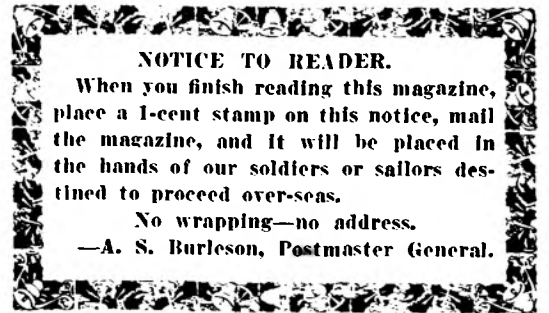 NOTICE TO READER.
When you finish reading this magazine,
place a 1-cent stamp on this notice, mail
the magazine, and it will be placed in
the hands of our soldiers or sailors des-
tined to proceed over-seas.
No wrapping—no address.
—A. S. Burleson, Postmaster General.